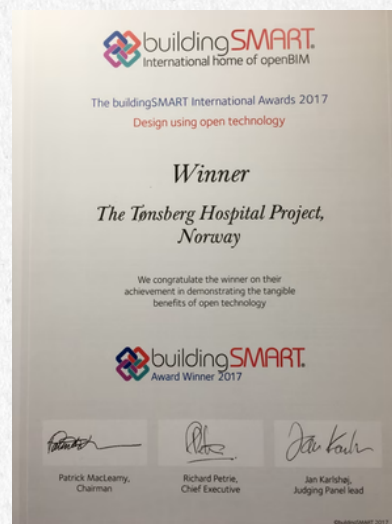 buildingSMART®
International home of openBIM
The buildingSMART International Awards 2017
Design using open technology
Winner
The Tønsberg Hospital Project,
Norway
We congratulate the winner on their
achievement in demonstrating the tangible
benefits of open technology
buildingSMART®
Award Winner 2017
Patrick MacLeamy,
Chairman
Richard Petrie,
Chief Executive
Jan Karlshøj,
Judging Panel lead
©buildingSMART 2017